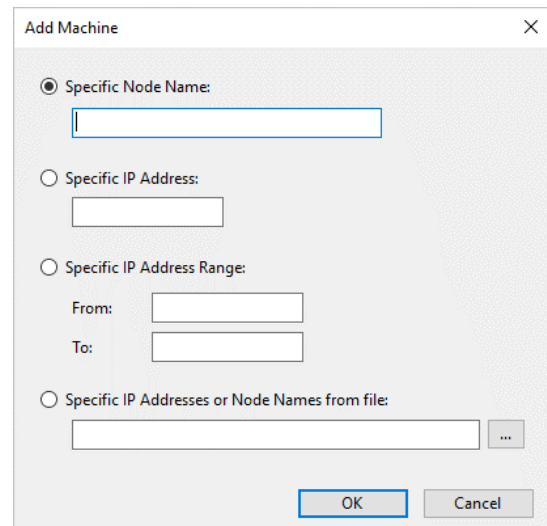 Add Machine
Specific Node Name:
Specific IP Address:
Specific IP Address Range:
From:
To:
Specific IP Addresses or Node Names from file:
...
OK Cancel